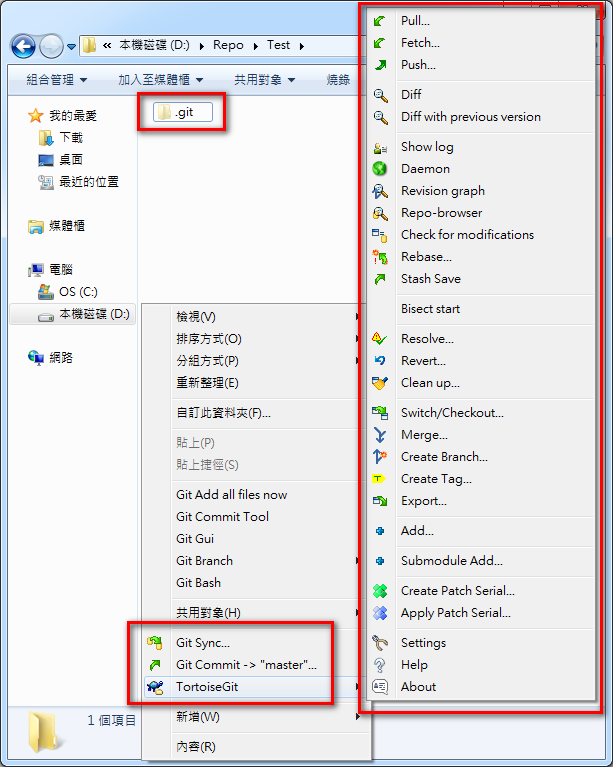 « 本機磁碟 (D:) Repo Test
組合管理
加入至媒體櫃
共用對象
燒錄
我的最愛
下載
桌面
最近的位置
媒體櫃
電腦
OS (C:)
本機磁碟 (D:)
網路
.git
檢視(V)
排序方式(O)
分組方式(P)
重新整理(E)
自訂此資料夾(F)...
貼上(P)
貼上捷徑(S)
Git Add all files now
Git Commit Tool
Git Gui
Git Branch
Git Bash
共用對象(H)
Git Sync...
Git Commit -> "master"...
TortoiseGit
新增(W)
內容(R)
Pull...
Fetch...
Push...
Diff
Diff with previous version
Show log
Daemon
Revision graph
Repo-browser
Check for modifications
Rebase...
Stash Save
Bisect start
Resolve...
Revert...
Clean up...
Switch/Checkout...
Merge...
Create Branch...
Create Tag...
Export...
Add...
Submodule Add...
Create Patch Serial...
Apply Patch Serial...
Settings
Help
About
1 個項目